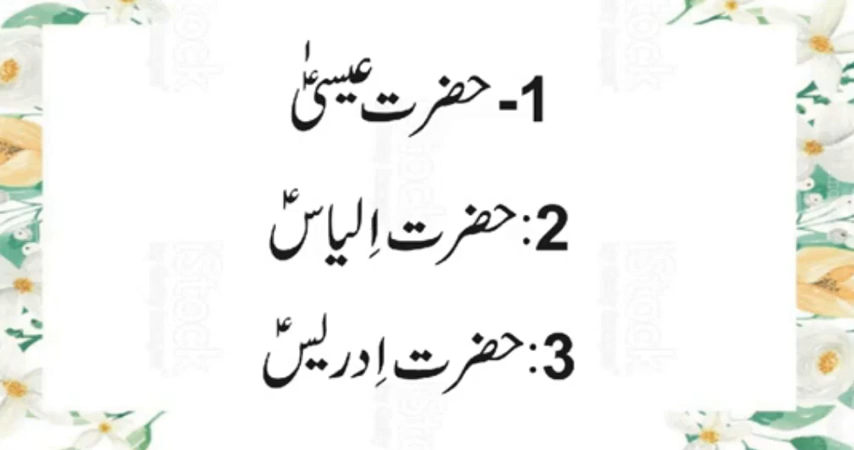 1- حضرت عیسیٰؑ
2: حضرت اِلیاسؑ
3: حضرت اِدریسؑ